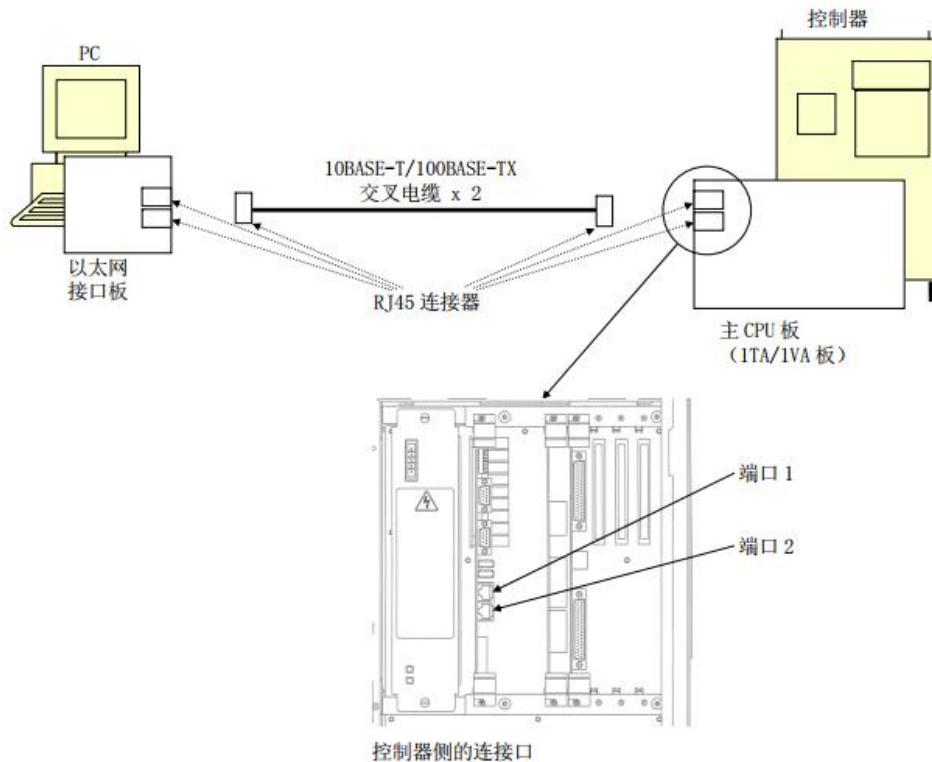 控制器
PC
10BASE-T/100BASE-TX
交叉电缆 x 2
以太网
接口板
RJ45 连接器
主 CPU 板
（1TA/1VA 板）
端口 1
端口 2
控制器侧的连接口